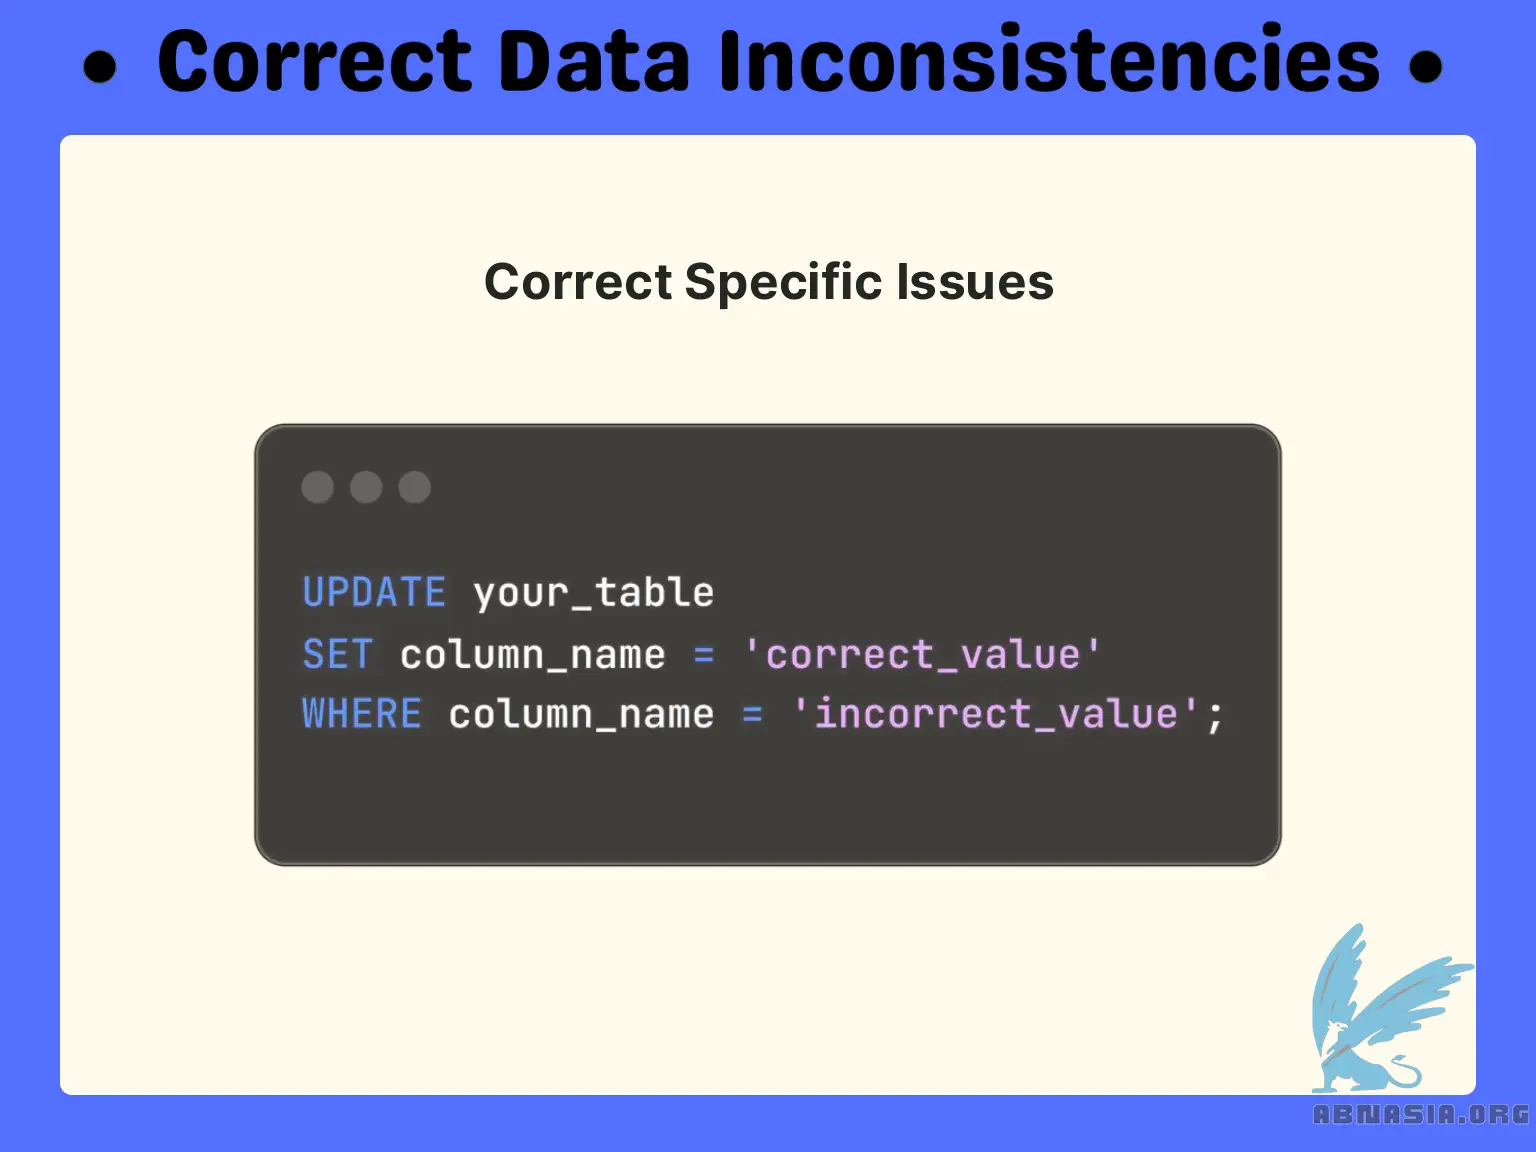 • Correct Data Inconsistencies •
Correct Specific Issues
UPDATE your_table
SET column_name = 'correct_value'
WHERE column_name = 'incorrect_value';
ABNASIA.ORG